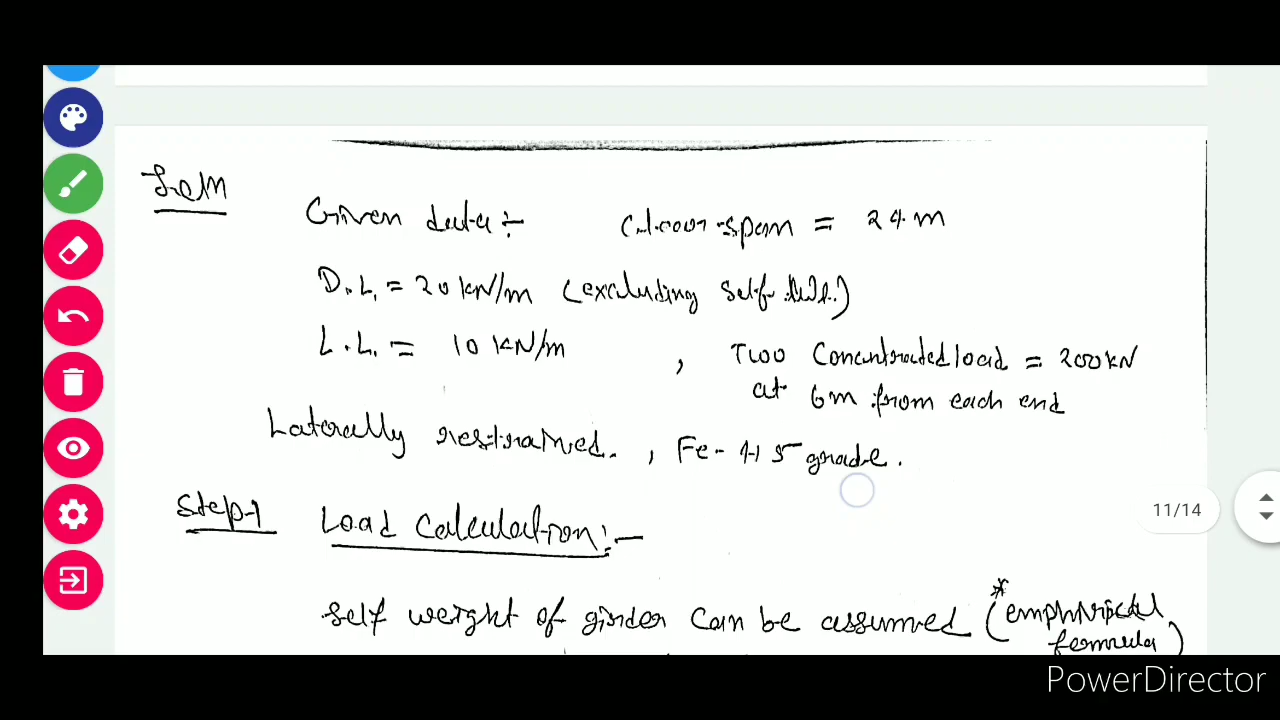 Soln
Given data :- Clear span = 24 m
D.L. = 20 kN/m (excluding self wt.)
L.L. = 10 kN/m , Two Concentrated load = 200 kN
at 6m from each end
Laterally restrained. , Fe-415 grade.
11/14
Step-1 Load Calculation:-
self weight of girder can be assumed (*emphirical
formula)
PowerDirector